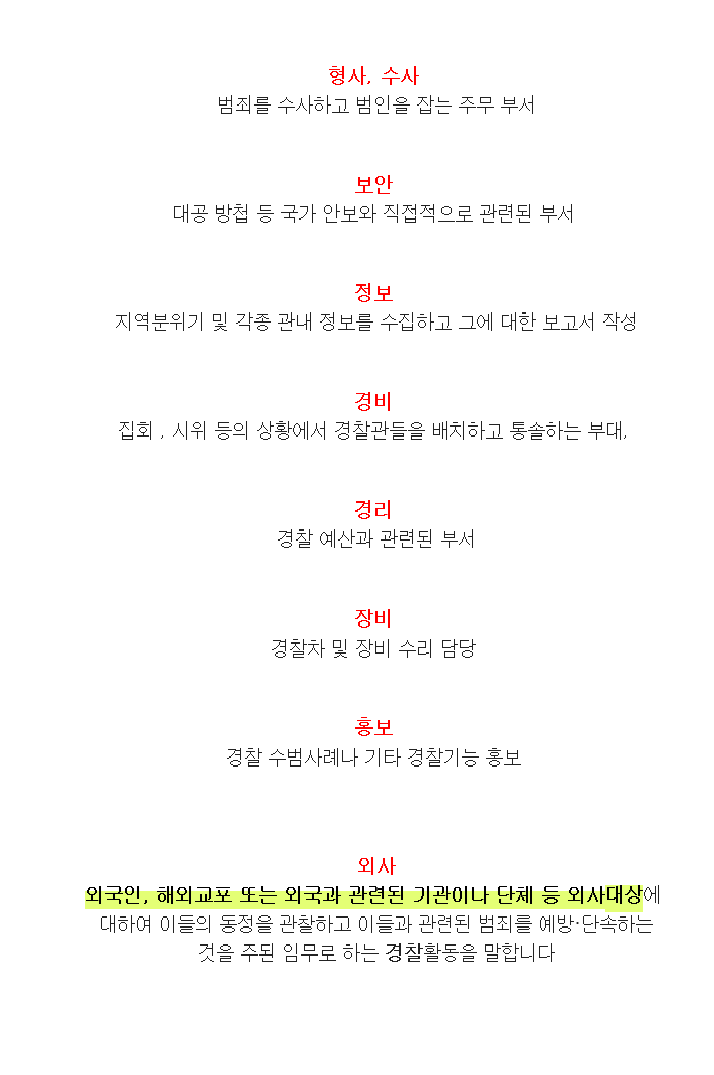 형사, 수사
범죄를 수사하고 범인을 잡는 주무 부서
보안
대공 방첩 등 국가 안보와 직접적으로 관련된 부서
정보
지역분위기 및 각종 관내 정보를 수집하고 그에 대한 보고서 작성
경비
집회 , 시위 등의 상황에서 경찰관들을 배치하고 통솔하는 부대,
경리
경찰 예산과 관련된 부서
장비
경찰차 및 장비 수리 담당
홍보
경찰 수범사례나 기타 경찰기능 홍보
외사
외국인, 해외교포 또는 외국과 관련된 기관이나 단체 등 외사대상에
대하여 이들의 동정을 관찰하고 이들과 관련된 범죄를 예방·단속하는
것을 주된 임무로 하는 경찰활동을 말합니다